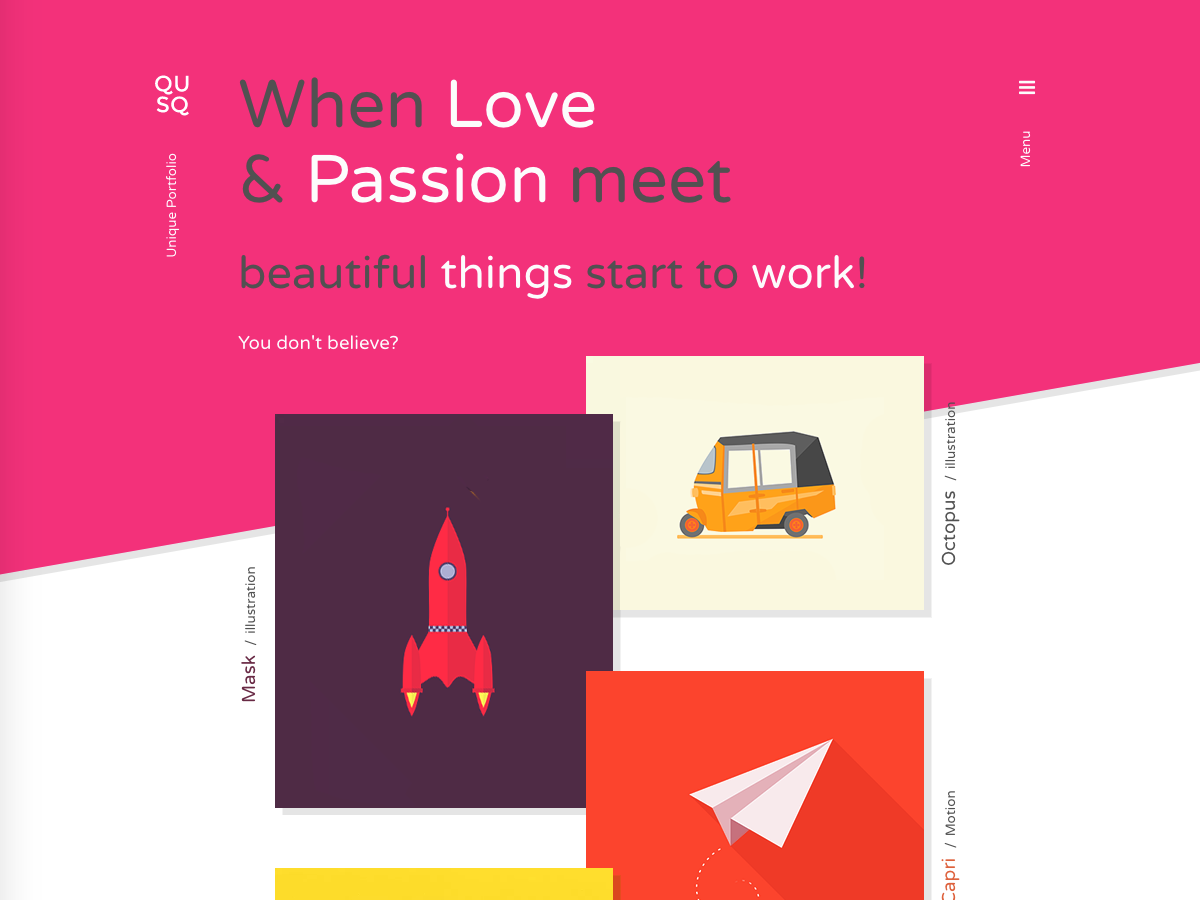 QU
SQ
Unique Portfolio
When Love
& Passion meet
beautiful things start to work!
You don't believe?
Menu
Octopus / illustration
Mask / illustration
Capri / Motion